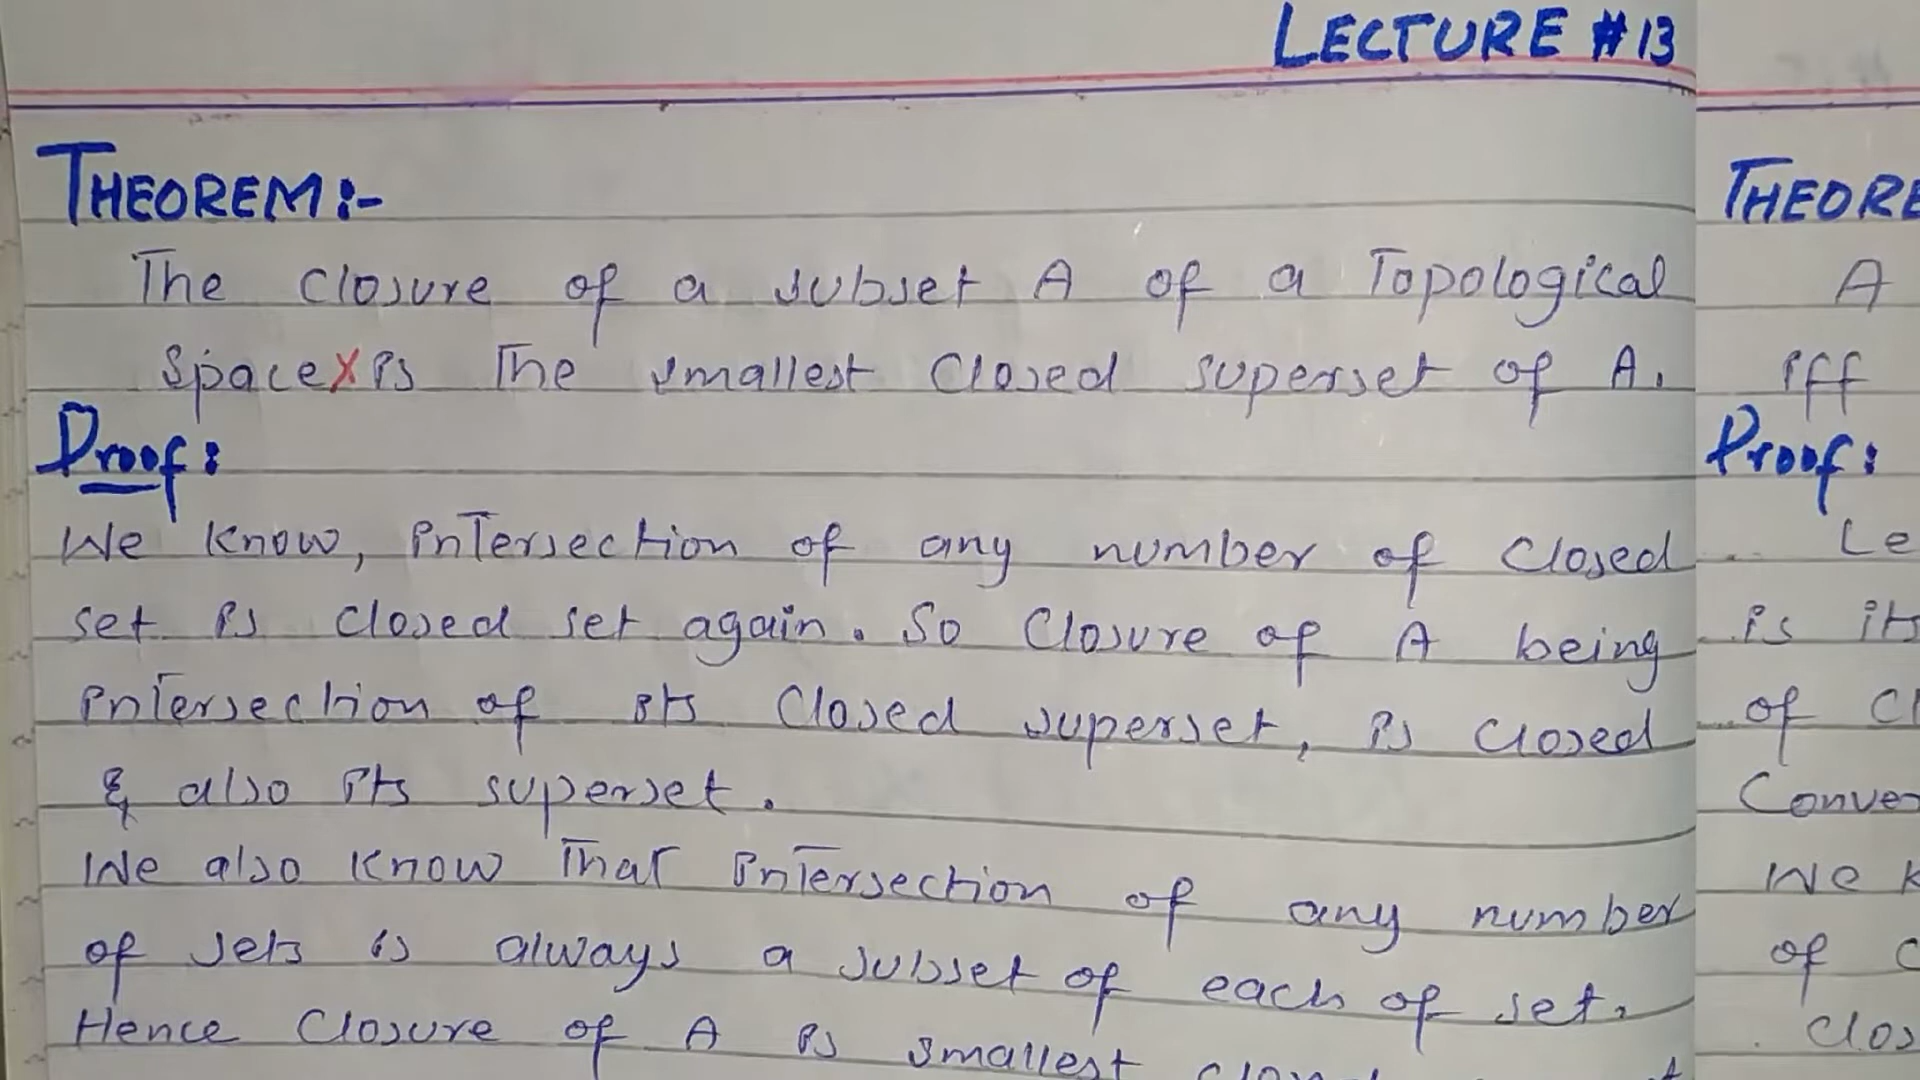 LECTURE #13
THEOREM:-
The closure of a subset A of a Topological
Space X is The smallest Closed superset of A.
Proof:
We know, intersection of any number of Closed
set is closed set again. So Closure of A being
intersection of its Closed superset, is closed
& also its superset.
We also know That intersection of any number
of sets is always a subset of each of set.
Hence Closure of A is smallest
THEORE
A
iff
Proof:
Le
is its
of Cl
Conver
We k
of C
Clos